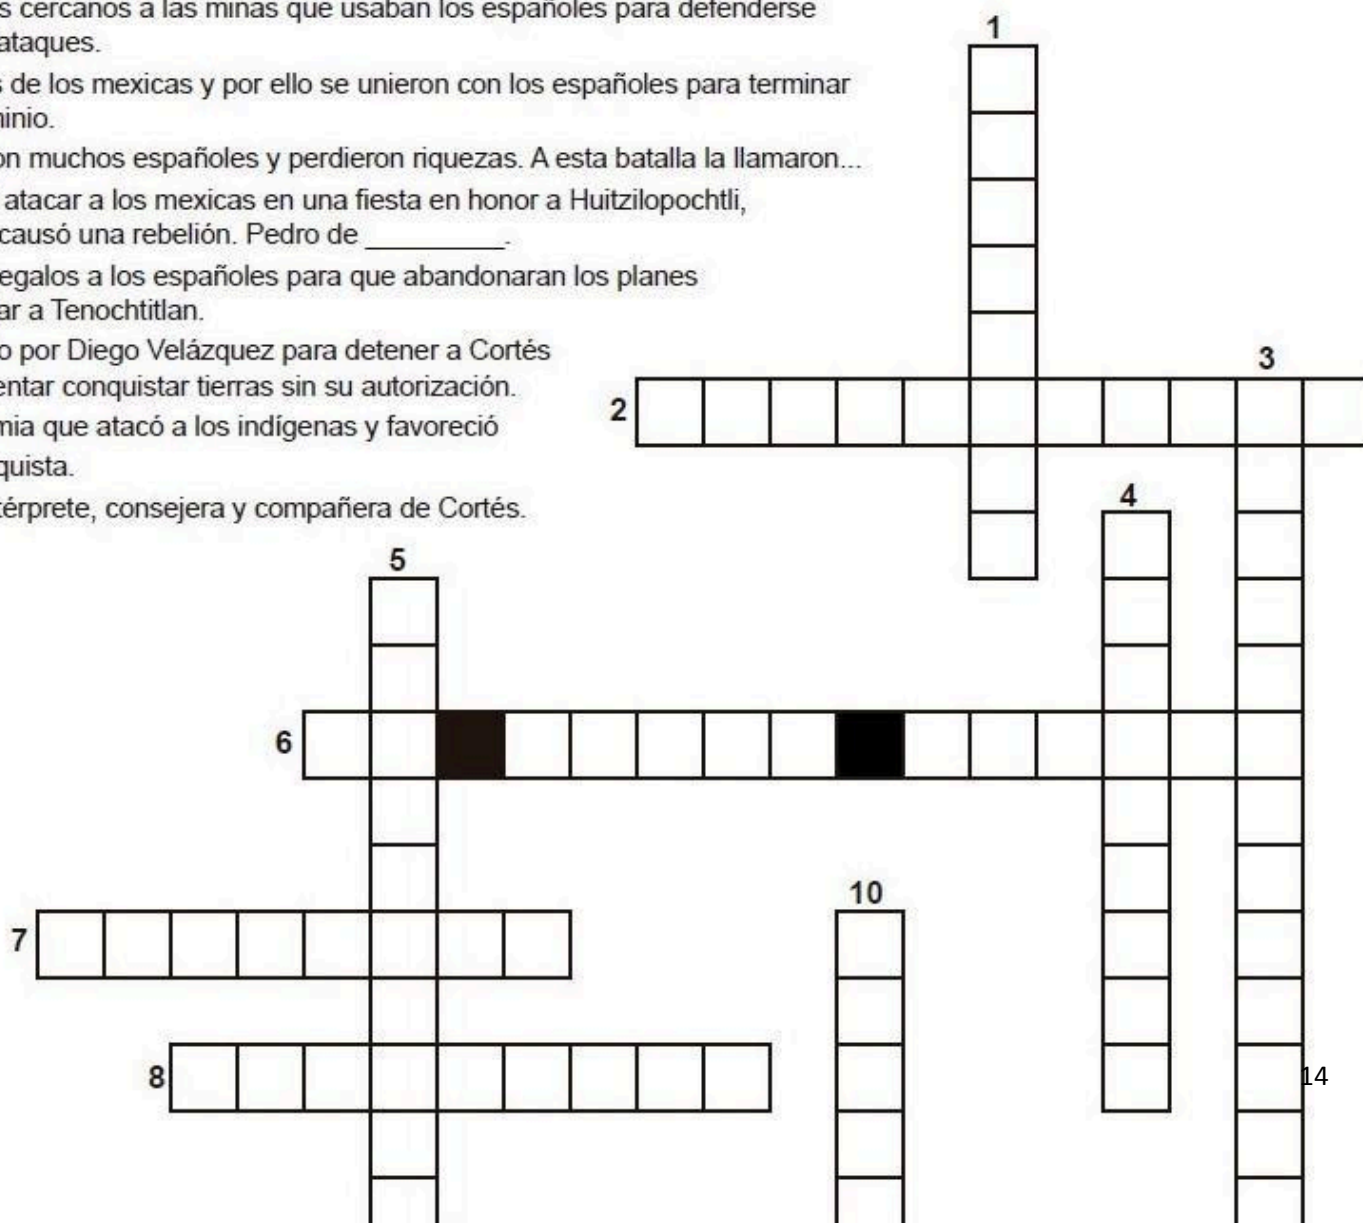 s cercanos a las minas que usaban los españoles para defenderse
ataques.
s de los mexicas y por ello se unieron con los españoles para terminar
inio.
on muchos españoles y perdieron riquezas. A esta batalla la llamaron...
atacar a los mexicas en una fiesta en honor a Huitzilopochtli,
causó una rebelión. Pedro de _________.
egalos a los españoles para que abandonaran los planes
ar a Tenochtitlan.
o por Diego Velázquez para detener a Cortés
entar conquistar tierras sin su autorización.
mia que atacó a los indígenas y favoreció
quista.
térprete, consejera y compañera de Cortés.
1
3
2
4
5
6
10
7
8
14